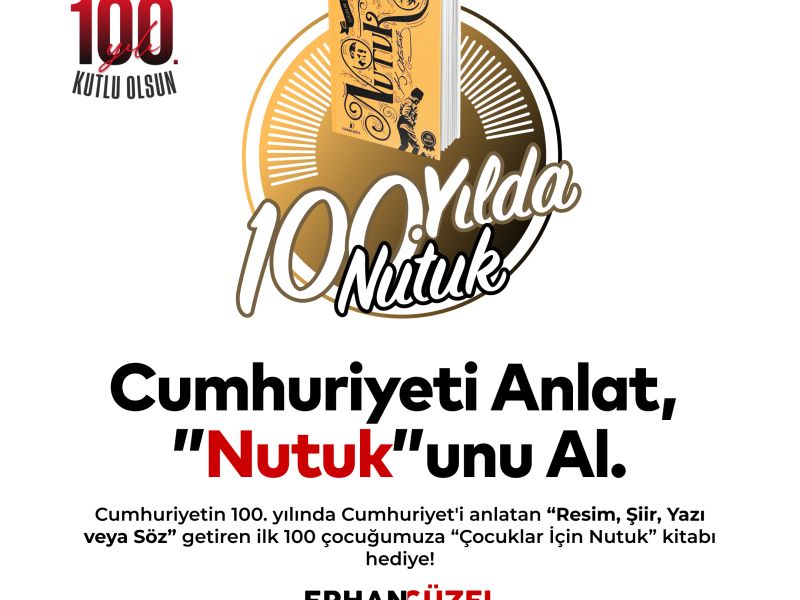 100.
yılı
KUTLU OLSUN
NUTUK
100. Yılda
Nutuk
Cumhuriyeti Anlat,
"Nutuk"unu Al.
Cumhuriyetin 100. yılında Cumhuriyet'i anlatan “Resim, Şiir, Yazı
veya Söz” getiren ilk 100 çocuğumuza “Çocuklar İçin Nutuk” kitabı
hediye!
ERHANGÜZEL